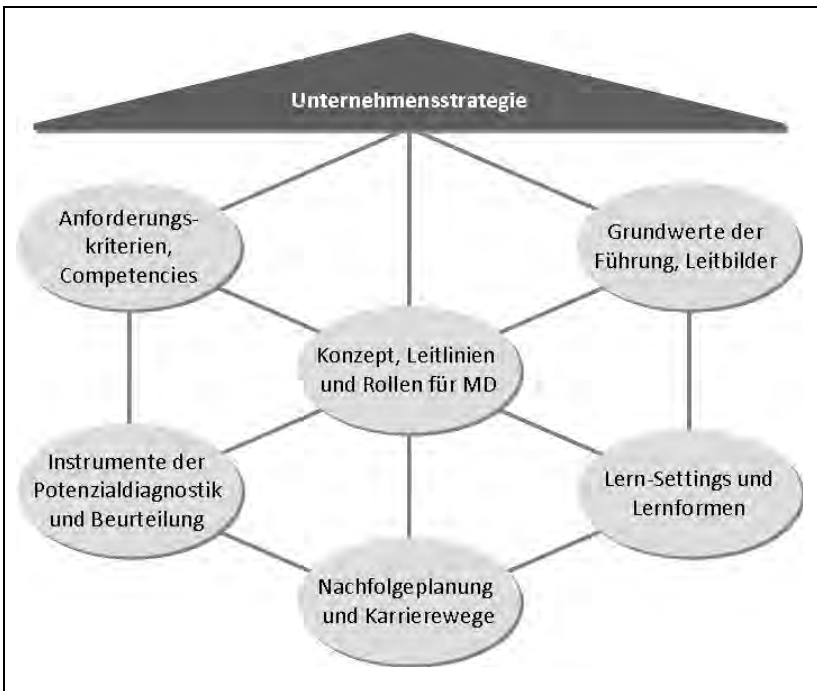 Unternehmensstrategie
Anforderungs-
kriterien,
Competencies
Grundwerte der
Führung, Leitbilder
Konzept, Leitlinien
und Rollen für MD
Instrumente der
Potenzialdiagnostik
und Beurteilung
Lern-Settings und
Lernformen
Nachfolgeplanung
und Karrierewege